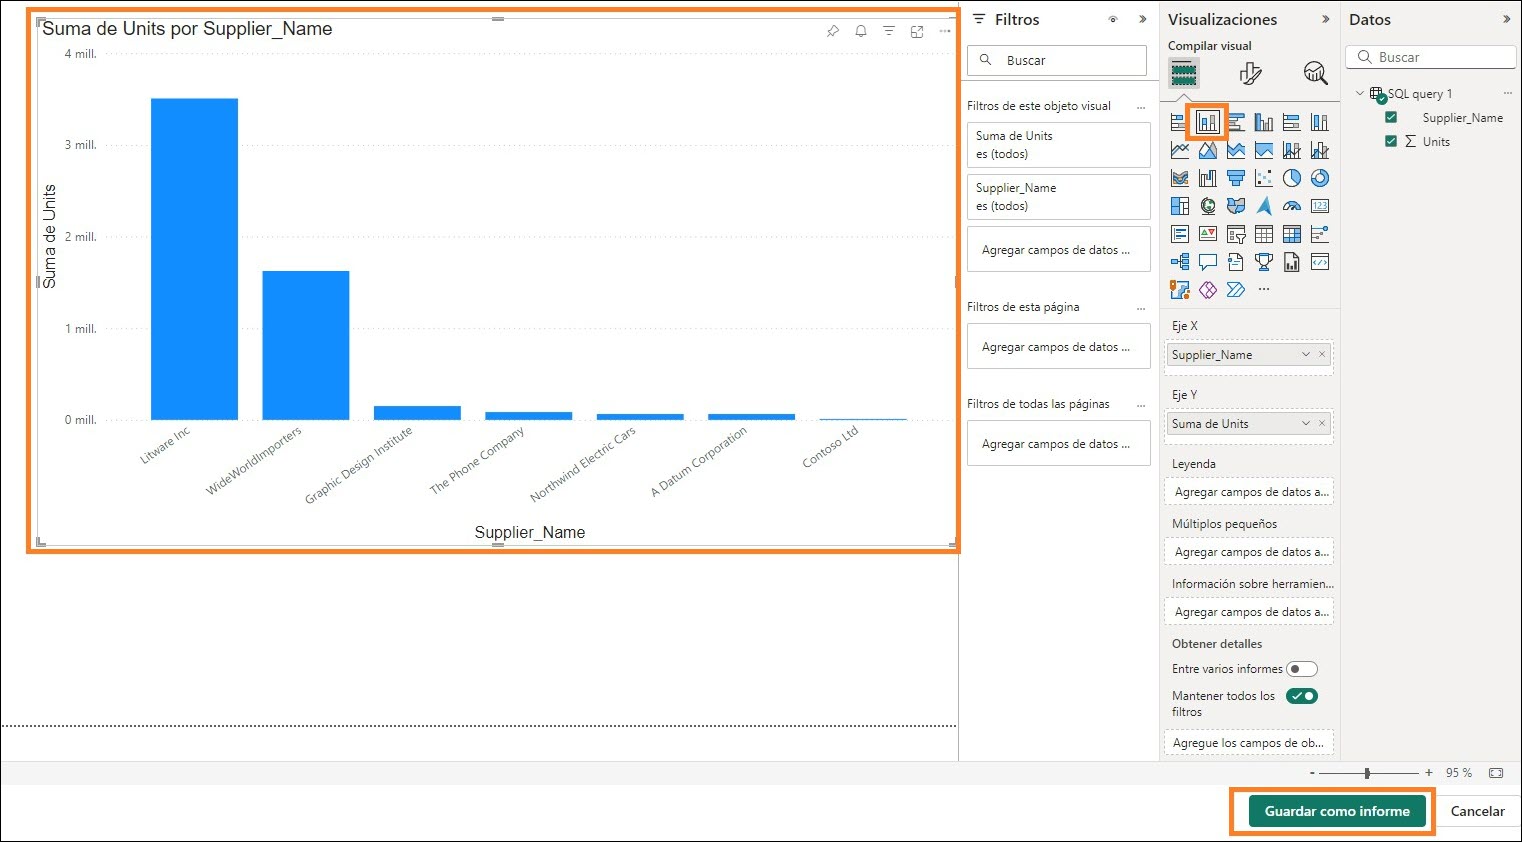 Suma de Units por Supplier_Name
4 mill.
3 mill.
2 mill.
1 mill.
0 mill.
Suma de Units
Litware Inc
WideWorldImporters
Graphic Design Institute
The Phone Company
Northwind Electric Cars
A Datum Corporation
Contoso Ltd
Supplier_Name
Filtros
Buscar
Filtros de este objeto visual
Suma de Units
es (todos)
Supplier_Name
es (todos)
Agregar campos de datos ...
Filtros de esta página
Agregar campos de datos ...
Filtros de todas las páginas
Agregar campos de datos ...
Visualizaciones
Compilar visual
123
Eje X
Supplier_Name
Eje Y
Suma de Units
Leyenda
Agregar campos de datos a...
Múltiplos pequeños
Agregar campos de datos a...
Información sobre herramien...
Agregar campos de datos a...
Obtener detalles
Entre varios informes
Mantener todos los
filtros
Agregue los campos de ob...
Datos
Buscar
SQL query 1
Supplier_Name
Units
- + 95 %
Guardar como informe
Cancelar